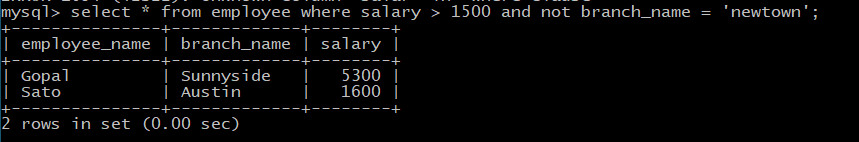 mysql> select * from employee where salary > 1500 and not branch_name = 'newtown';
+---------------+-------------+--------+
| employee_name | branch_name | salary |
+---------------+-------------+--------+
| Gopal         | Sunnyside   |   5300 |
| Sato          | Austin      |   1600 |
+---------------+-------------+--------+
2 rows in set (0.00 sec)